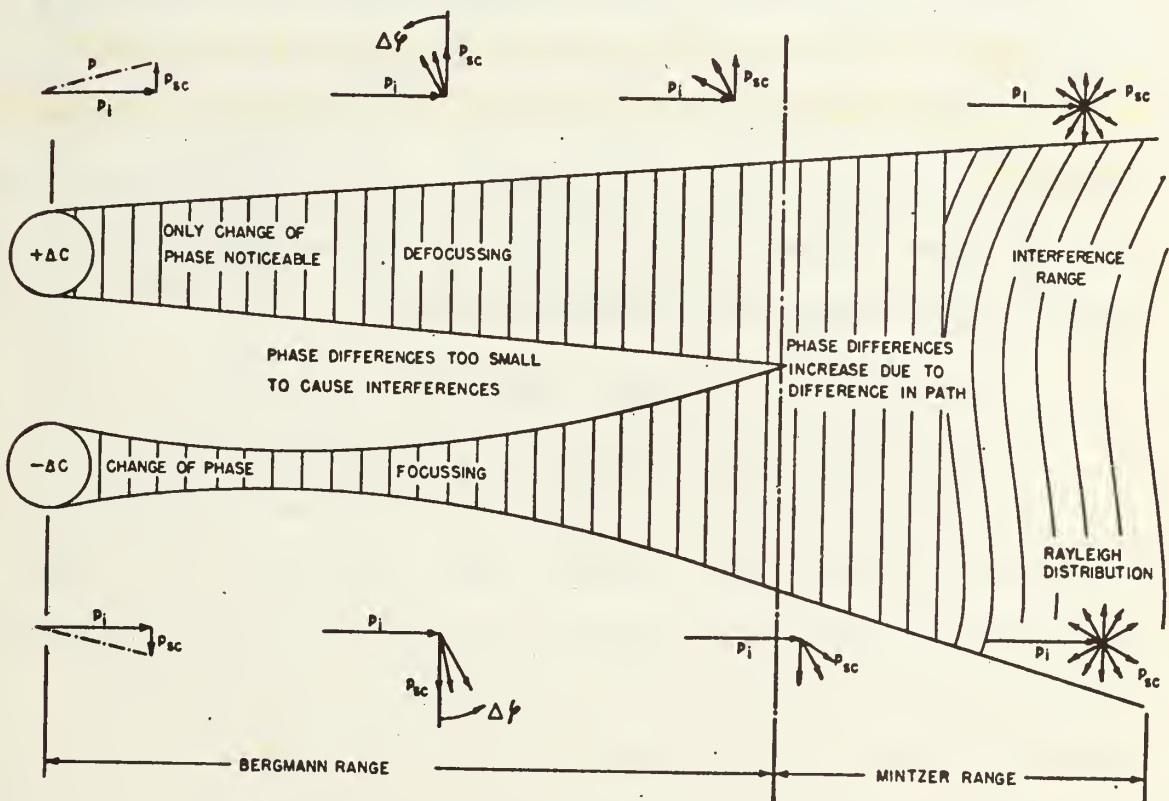 Δφ
p
P_sc
P_i
P_i
P_sc
P_i
P_sc
P_i
P_sc
+ΔC
ONLY CHANGE OF
PHASE NOTICEABLE
DEFOCUSSING
INTERFERENCE
RANGE
PHASE DIFFERENCES TOO SMALL
TO CAUSE INTERFERENCES
PHASE DIFFERENCES
INCREASE DUE TO
DIFFERENCE IN PATH
-ΔC
CHANGE OF PHASE
FOCUSSING
RAYLEIGH
DISTRIBUTION
P_i
P_sc
P_i
P_sc
Δφ
P_i
P_sc
P_i
P_sc
BERGMANN RANGE
MINTZER RANGE